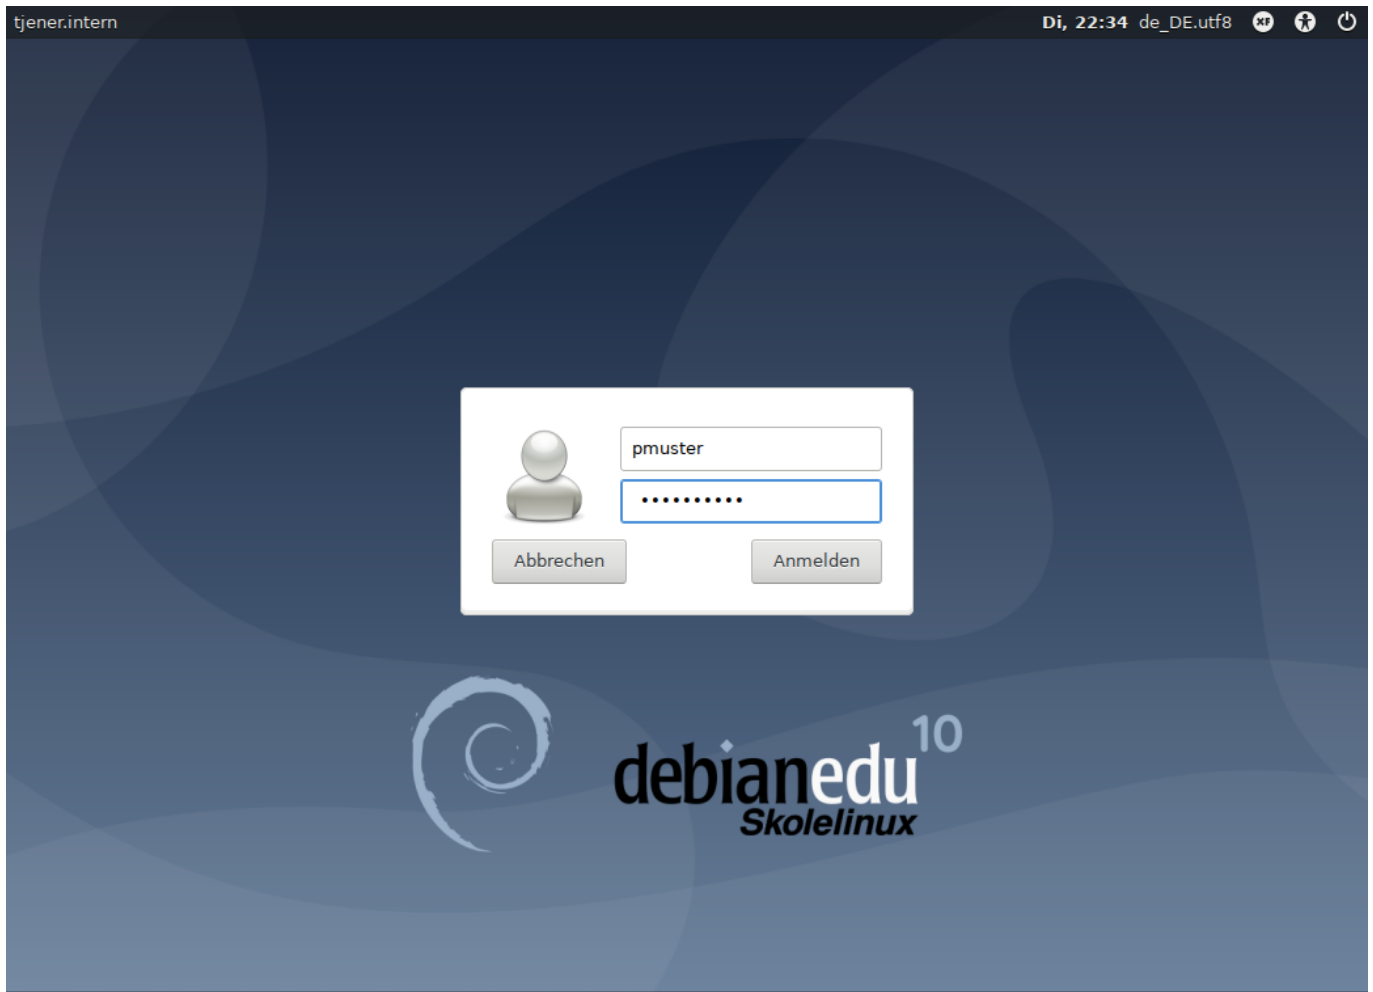 tjener.intern
Di, 22:34 de_DE.utf8
pmuster
••••••••••
Abbrechen
Anmelden
debianedu 10
Skolelinux